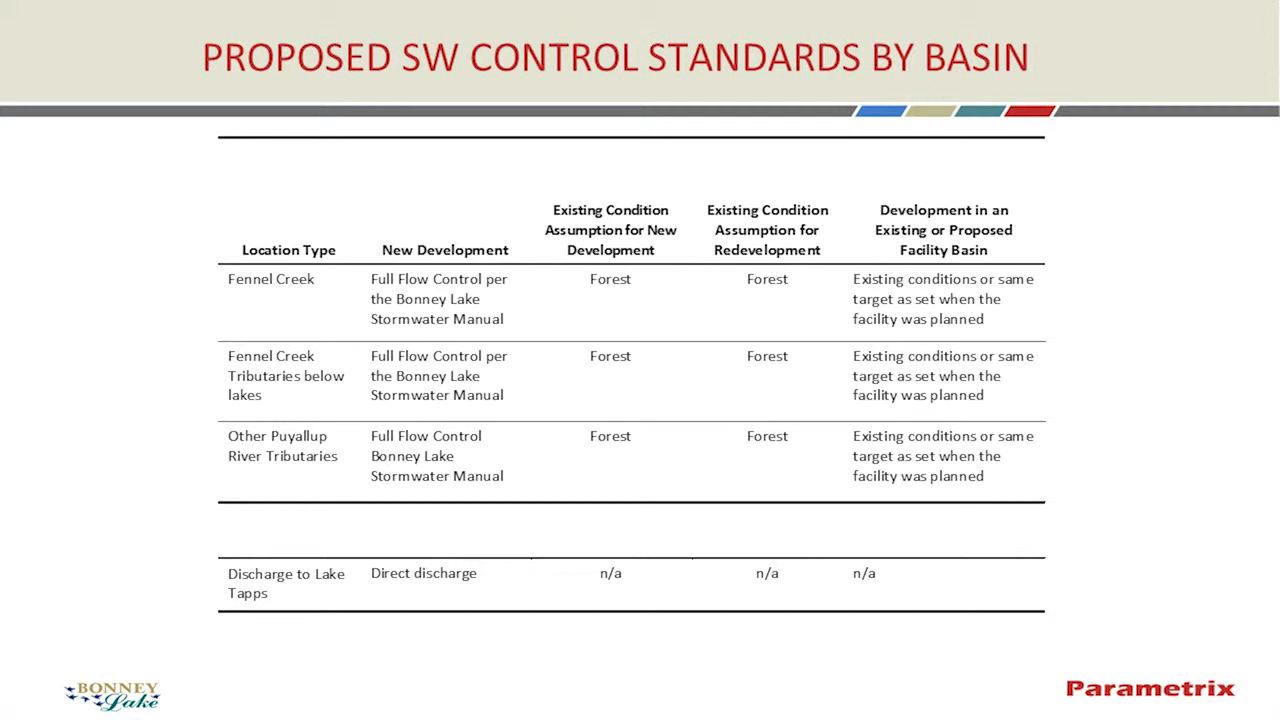 PROPOSED SW CONTROL STANDARDS BY BASIN
Location Type
New Development
Existing Condition
Assumption for New
Development
Existing Condition
Assumption for
Redevelopment
Development in an
Existing or Proposed
Facility Basin
Fennel Creek
Full Flow Control per
the Bonney Lake
Stormwater Manual
Forest
Forest
Existing conditions or same
target as set when the
facility was planned
Fennel Creek
Tributaries below
lakes
Full Flow Control per
the Bonney Lake
Stormwater Manual
Forest
Forest
Existing conditions or same
target as set when the
facility was planned
Other Puyallup
River Tributaries
Full Flow Control
Bonney Lake
Stormwater Manual
Forest
Forest
Existing conditions or same
target as set when the
facility was planned
Discharge to Lake
Tapps
Direct discharge
n/a
n/a
n/a
BONNEY
Lake
Parametrix